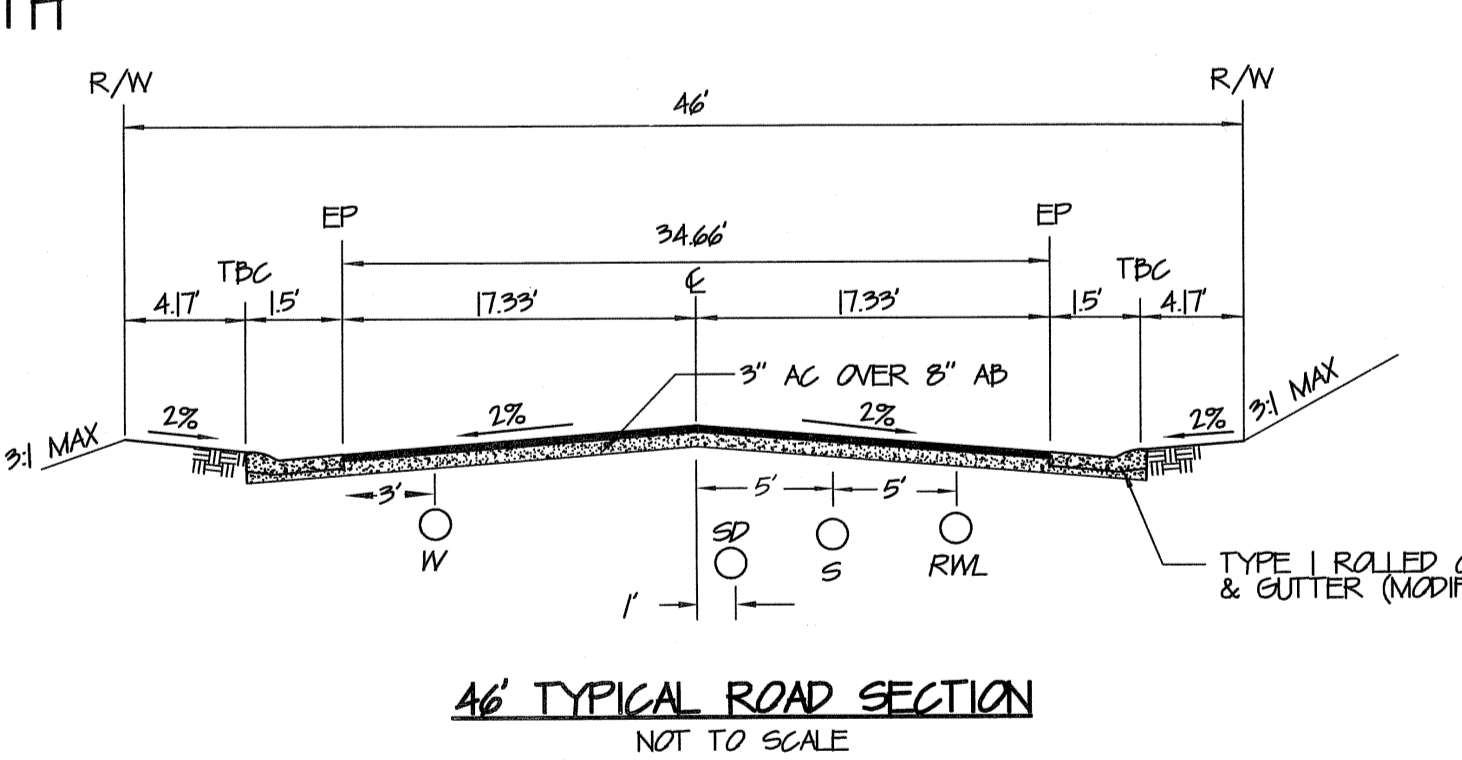 TH
R/W
R/W
46'
EP
EP
34.66'
TBC
℄
TBC
4.17'
1.5'
17.33'
17.33'
1.5'
4.17'
3" AC OVER 8" AB
3:1 MAX
2%
2%
2%
2%
3:1 MAX
3'
5'
5'
W
SD
S
RWL
1'
TYPE 1 ROLLED
& GUTTER
46' TYPICAL ROAD SECTION
NOT TO SCALE